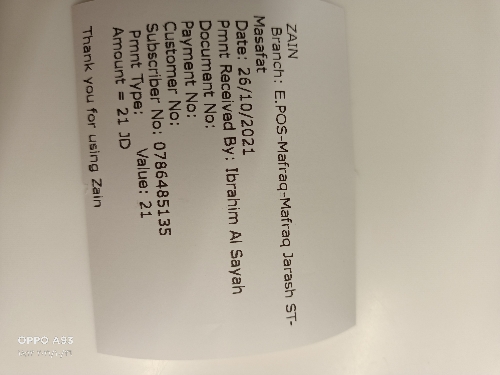 ZAIN
Branch: E.POS-Mafraq-Mafraq Jarash ST-
Masafat
Date: 26/10/2021
Pmnt Received By: Ibrahim Al Sayah
Document No:
Payment No:
Customer No:
Subscriber No: 0786485135
Pmnt Type: Value: 21
Amount = 21 JD
Thank you for using Zain
OPPO A93